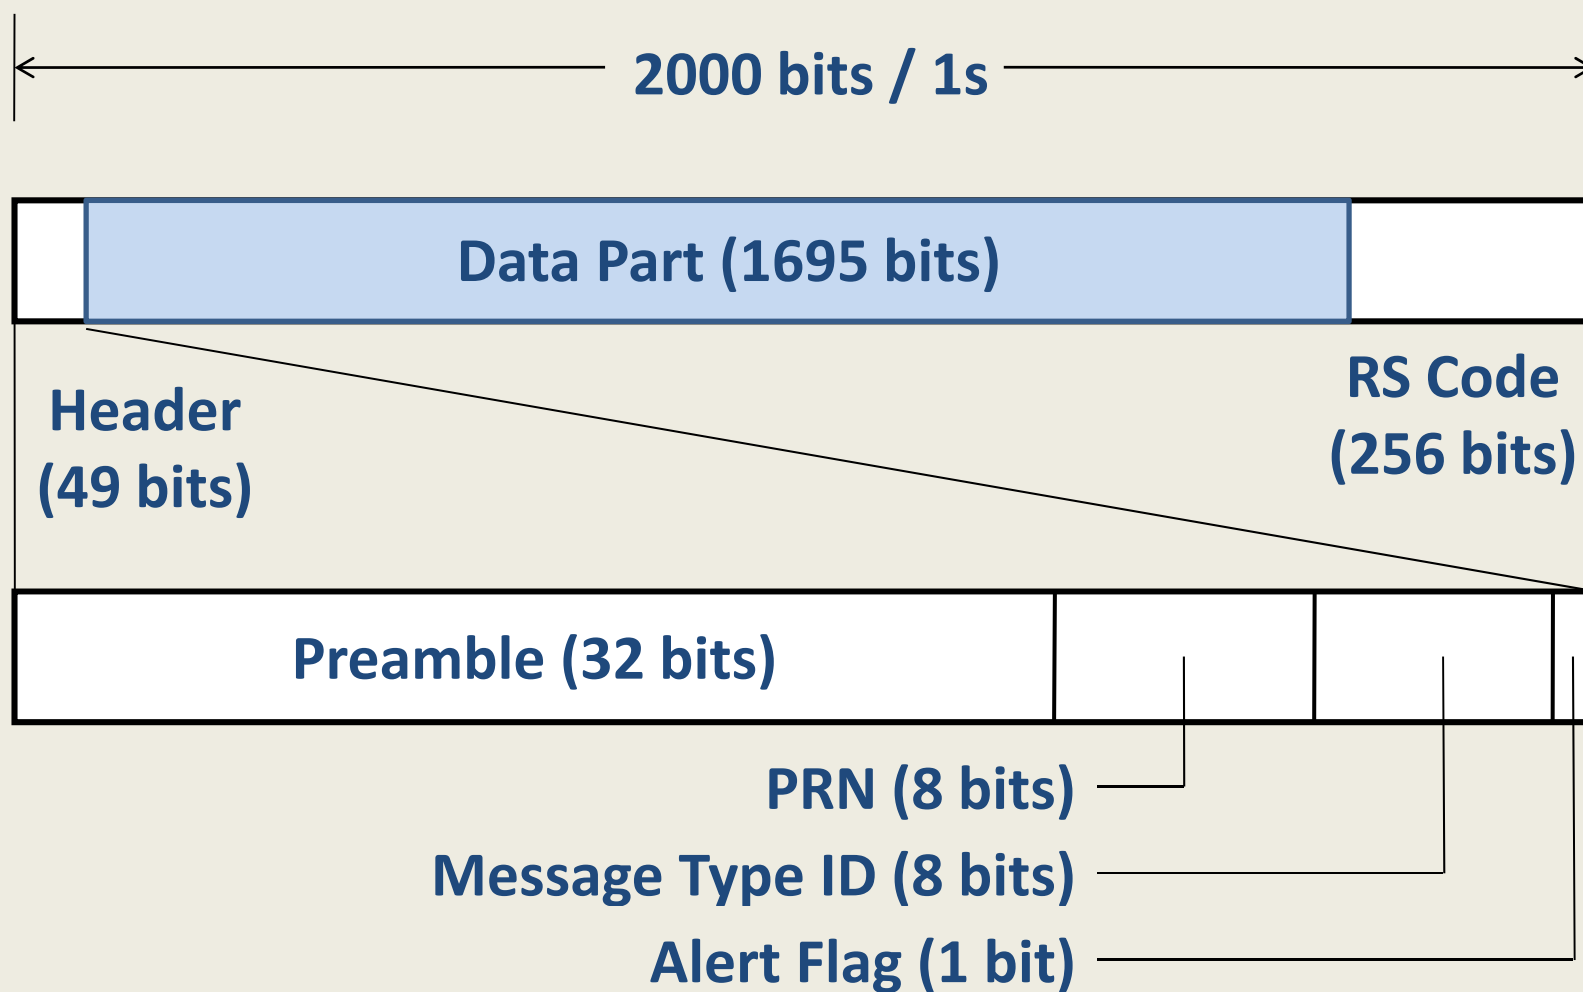 2000 bits / 1s
Data Part (1695 bits)
Header
(49 bits)
RS Code
(256 bits)
Preamble (32 bits)
PRN (8 bits)
Message Type ID (8 bits)
Alert Flag (1 bit)